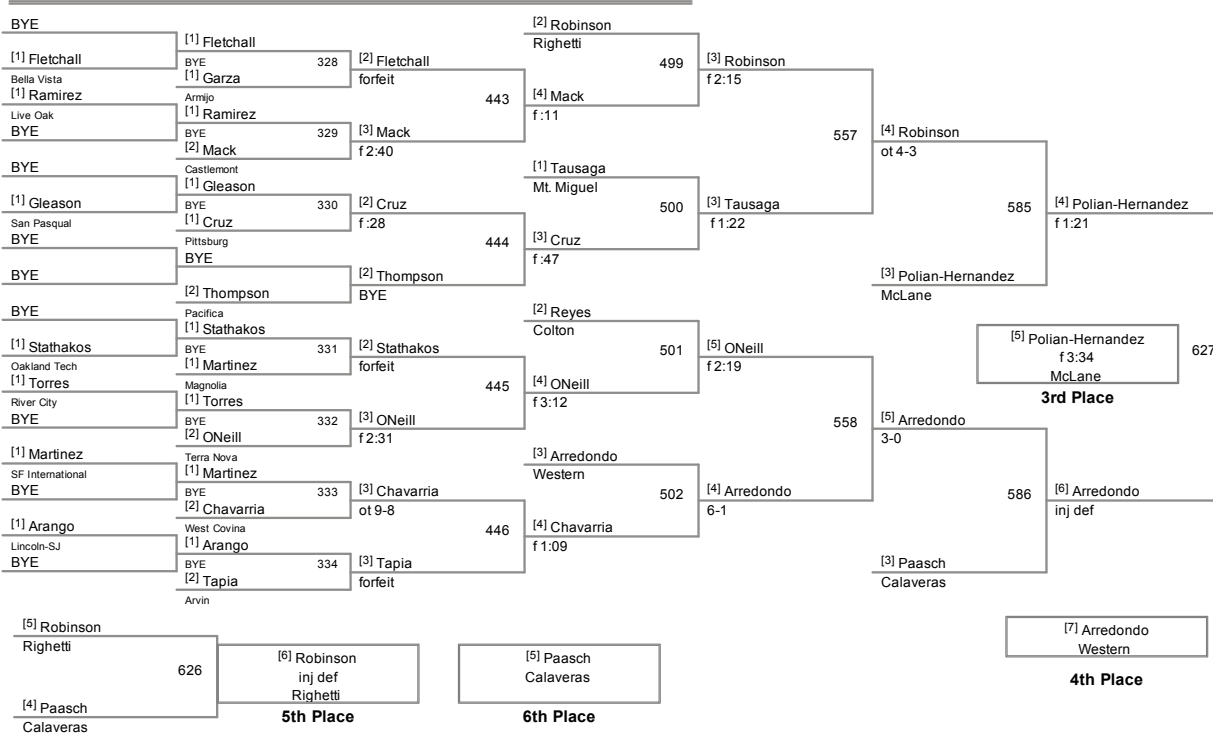 BYE
[1] Fletchall
Bella Vista
[1] Ramirez
Live Oak
BYE
BYE
[1] Gleason
San Pasqual
BYE
BYE
BYE
[1] Stathakos
Oakland Tech
[1] Torres
River City
BYE
[1] Martinez
SF International
BYE
[1] Arango
Lincoln-SJ
BYE
[1] Fletchall
BYE 328
[1] Garza
Armijo
[1] Ramirez
BYE 329
[2] Mack
Castlemont
[1] Gleason
BYE 330
[1] Cruz
Pittsburg
BYE
[2] Thompson
Pacifica
[1] Stathakos
BYE 331
[1] Martinez
Magnolia
[1] Torres
BYE 332
[2] ONeill
Terra Nova
[1] Martinez
BYE 333
[2] Chavarria
West Covina
[1] Arango
BYE 334
[2] Tapia
Arvin
[2] Fletchall
forfeit
443
[3] Mack
f 2:40
[2] Cruz
f :28
444
[2] Thompson
BYE
[2] Stathakos
forfeit
445
[3] ONeill
f 2:31
[3] Chavarria
ot 9-8
446
[3] Tapia
forfeit
[2] Robinson
Righetti
499
[4] Mack
f :11
[1] Tausaga
Mt. Miguel
500
[3] Cruz
f :47
[2] Reyes
Colton
501
[4] ONeill
f 3:12
[3] Arredondo
Western
502
[4] Chavarria
f 1:09
[3] Robinson
f 2:15
557
[3] Tausaga
f 1:22
[5] ONeill
f 2:19
558
[4] Arredondo
6-1
[4] Robinson
ot 4-3
585
[3] Polian-Hernandez
McLane
[5] Arredondo
3-0
586
[3] Paasch
Calaveras
[4] Polian-Hernandez
f 1:21
[5] Polian-Hernandez
f 3:34
McLane
627
3rd Place
[6] Arredondo
inj def
[7] Arredondo
Western
4th Place
[5] Robinson
Righetti
626
[4] Paasch
Calaveras
[6] Robinson
inj def
Righetti
5th Place
[5] Paasch
Calaveras
6th Place